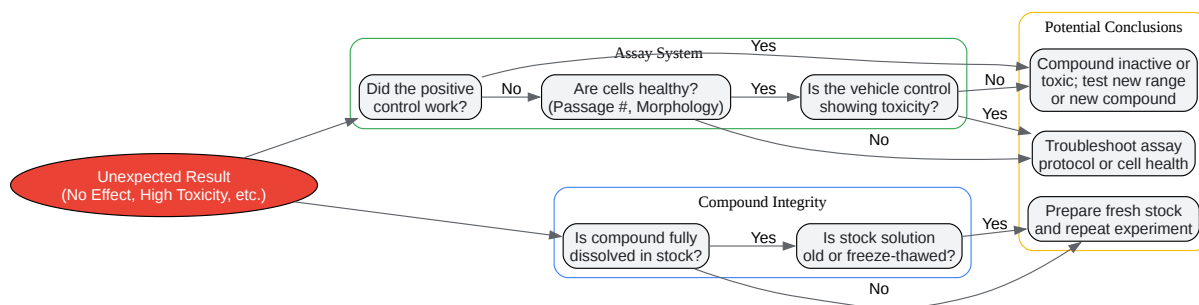 Potential Conclusions
Yes
Assay System
Compound inactive or
toxic; test new range
or new compound
Did the positive
control work?
No
Are cells healthy?
(Passage #, Morphology)
Yes
Is the vehicle control
showing toxicity?
No
Yes
No
Troubleshoot assay
protocol or cell health
Unexpected Result
(No Effect, High Toxicity, etc.)
Compound Integrity
Is compound fully
dissolved in stock?
Yes
Is stock solution
old or freeze-thawed?
Yes
Prepare fresh stock
and repeat experiment
No